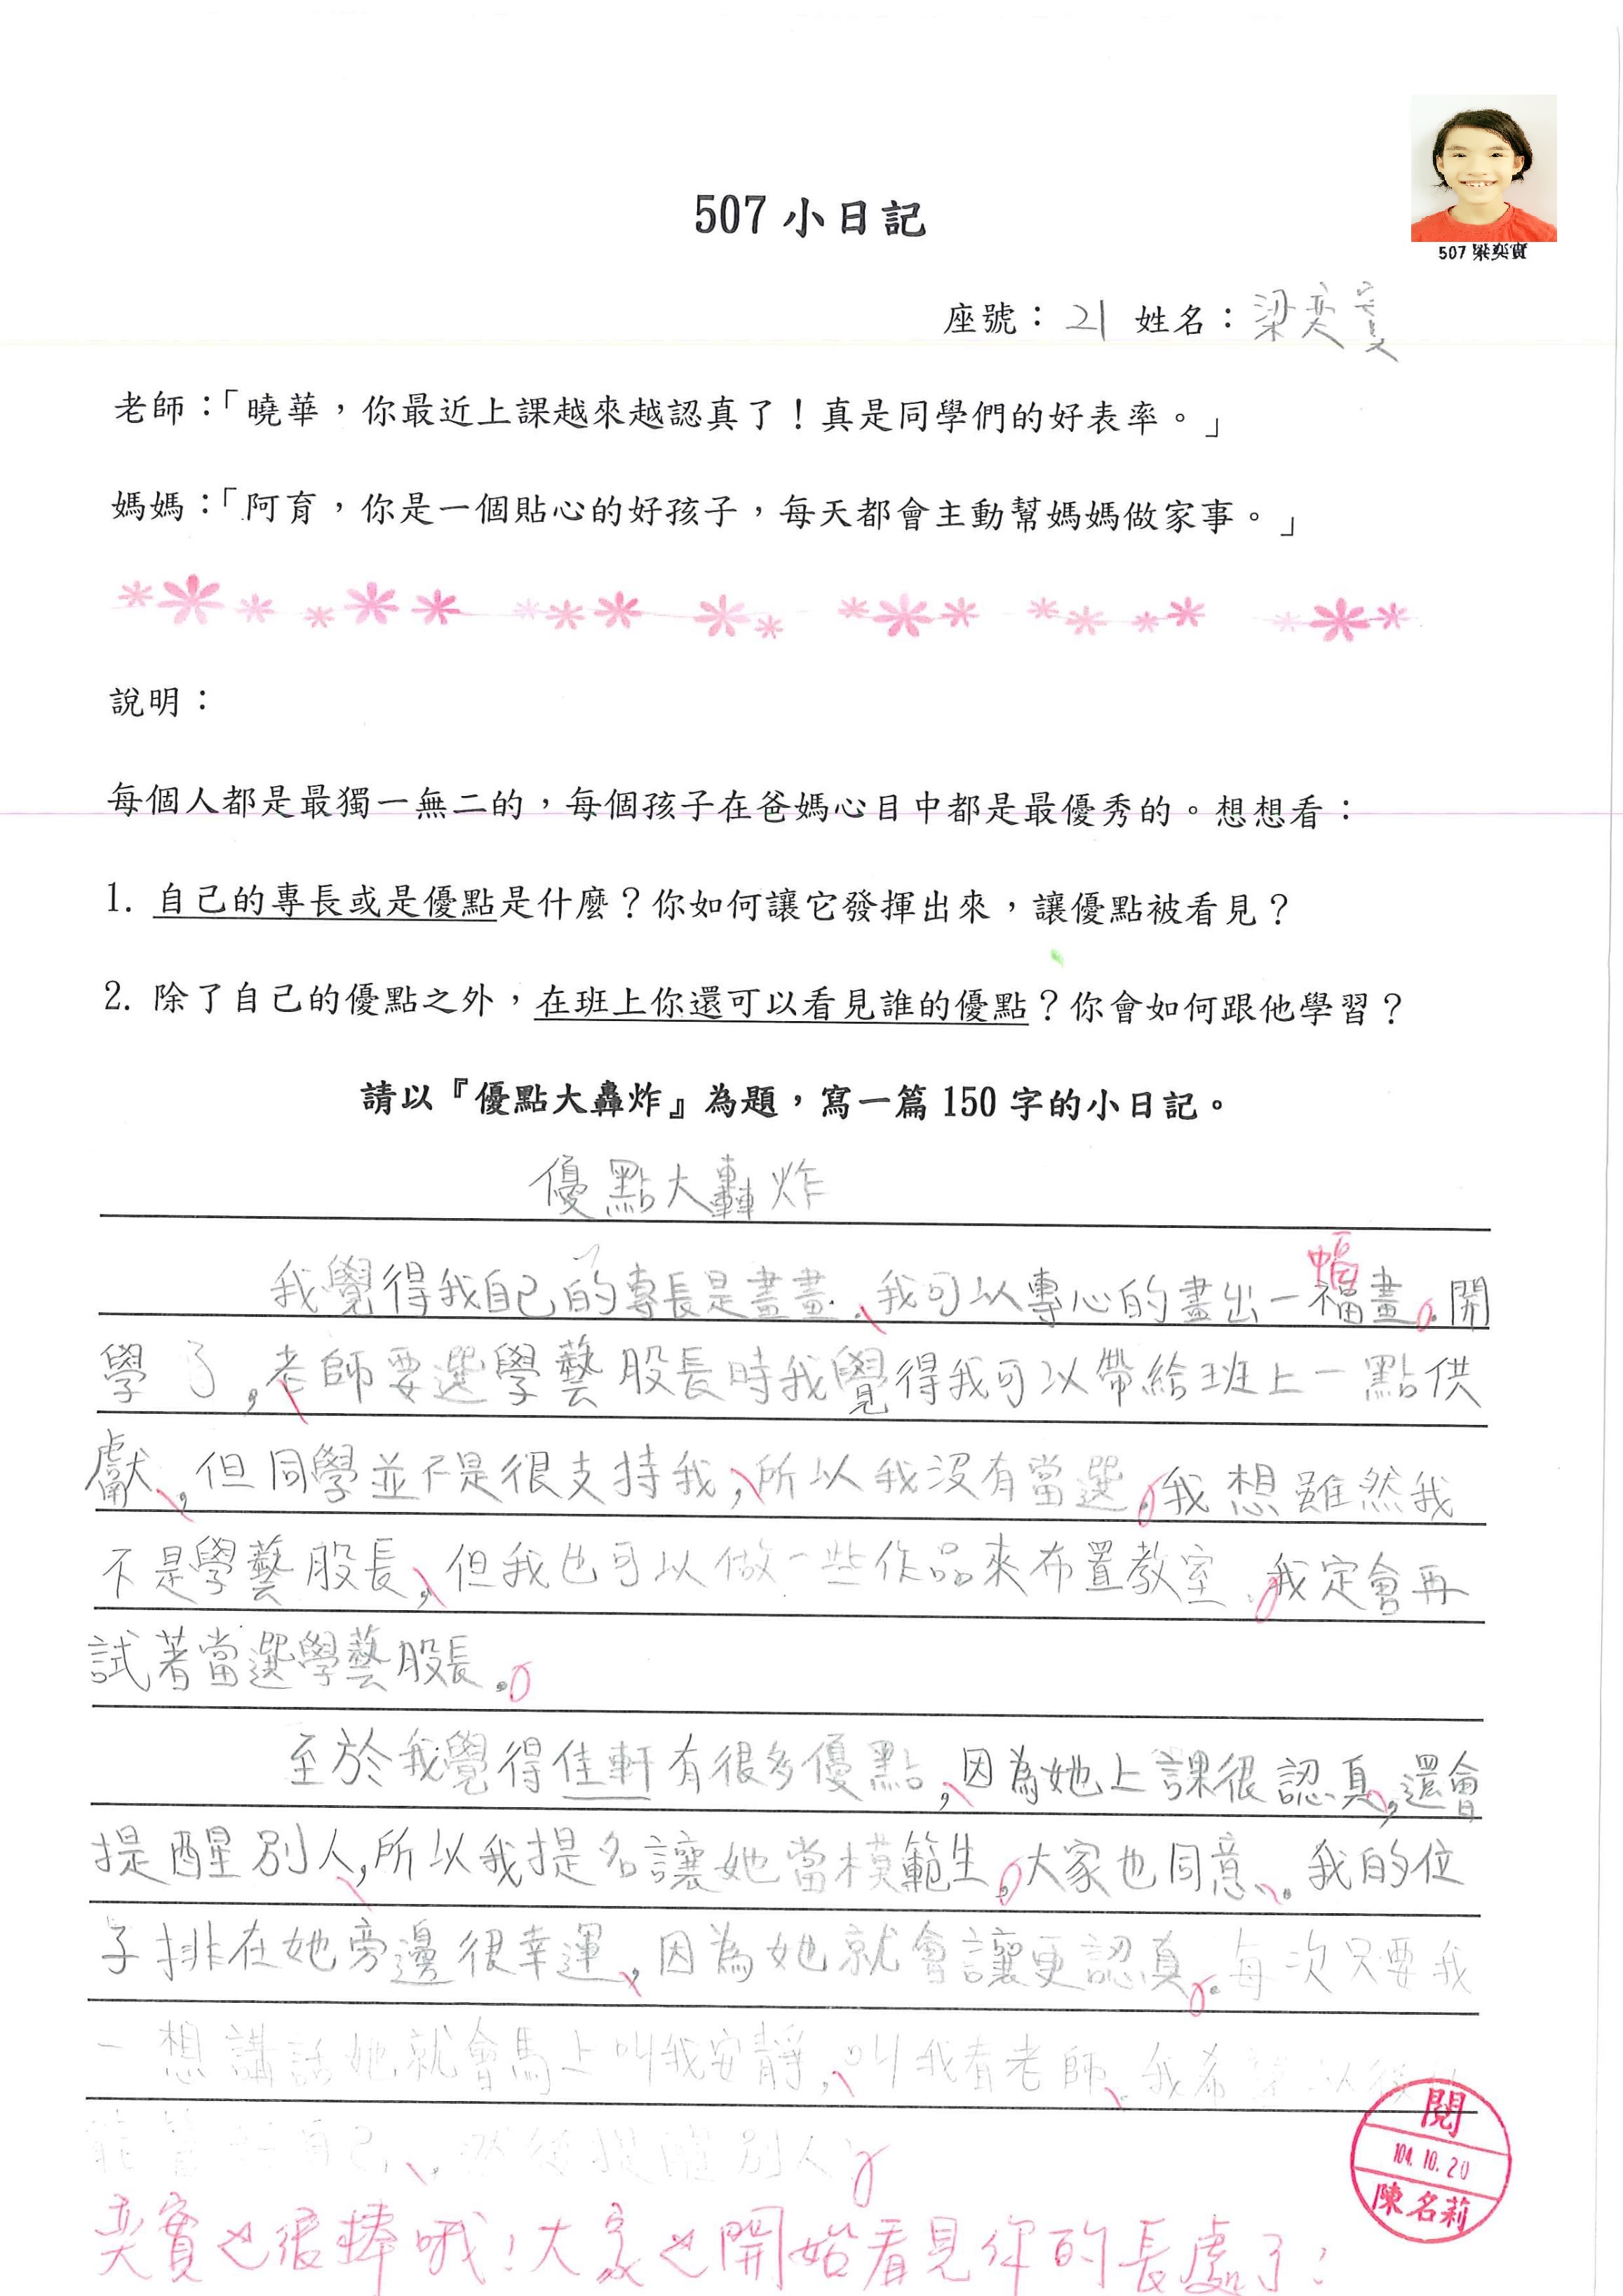 507 小日記
507 梁奕實
座號：21 姓名：梁奕實
老師：「曉華，你最近上課越來越認真了！真是同學們的好表率。」
媽媽：「阿育，你是一個貼心的好孩子，每天都會主動幫媽媽做家事。」
說明：
每個人都是最獨一無二的，每個孩子在爸媽心目中都是最優秀的。想想看：
1. 自己的專長或是優點是什麼？你如何讓它發揮出來，讓優點被看見？
2. 除了自己的優點之外，在班上你還可以看見誰的優點？你會如何跟他學習？
請以『優點大轟炸』為題，寫一篇 150 字的小日記。
優點大轟炸
我覺得我自己的專長是畫畫、我可以專心的畫出一福畫。開
幅
學了，老師要選學藝股長時我覺得我可以帶給班上一點供
獻，但同學並不是很支持我，所以我沒有當選。我想雖然我
不是學藝股長，但我也可以做一些作品來布置教室。我定會再
試著當選學藝股長。
至於我覺得佳軒有很多優點，因為她上課很認真，還會
提醒別人，所以我提名讓她當模範生。大家也同意、。我的位
子排在她旁邊很幸運，因為她就會讓更認真。每次只要我
一想講話她就會馬上叫我安靜，叫我看老師、我希望以後
自己，然後提醒別人。
奕實也很棒哦！大家也開始看見你的長處了！
閱
104.10.20
陳名莉